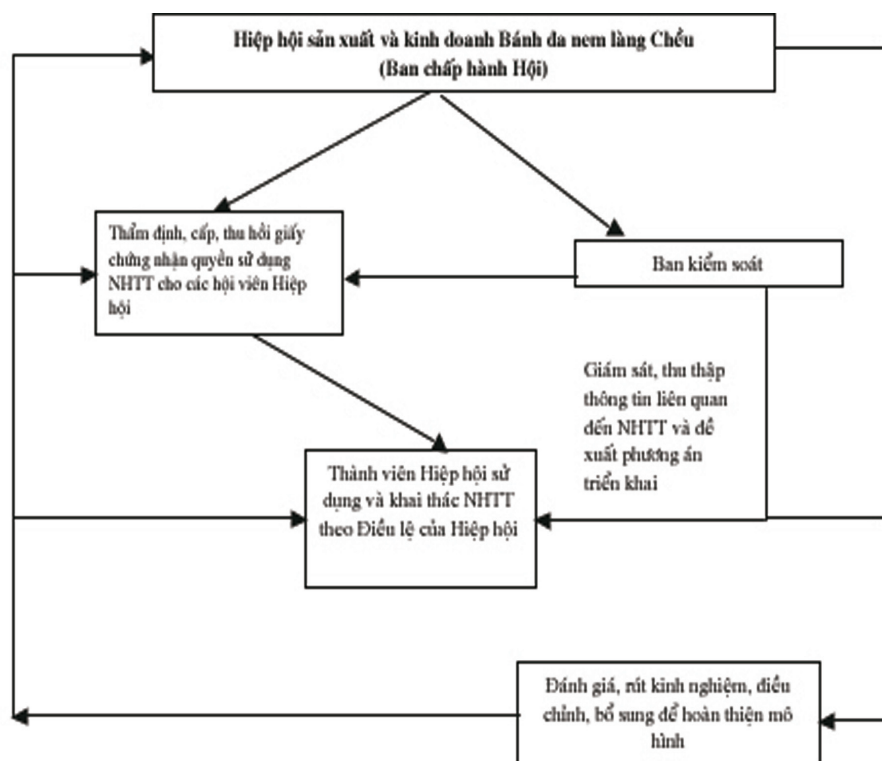 Hiệp hội sản xuất và kinh doanh Bánh đa nem làng Chều
(Ban chấp hành Hội)
Thẩm định, cấp, thu hồi giấy
chứng nhận quyền sử dụng
NHTT cho các hội viên Hiệp
hội
Ban kiểm soát
Giám sát, thu thập
thông tin liên quan
đến NHTT và đề
xuất phương án
triển khai
Thành viên Hiệp hội sử
dụng và khai thác NHTT
theo Điều lệ của Hiệp hội
Đánh giá, rút kinh nghiệm, điều
chỉnh, bổ sung để hoàn thiện mô
hình